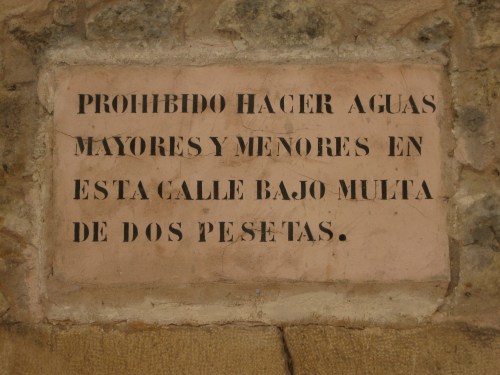 PROHIBIDO HACER AGUAS
MAYORES Y MENORES EN
ESTA CALLE BAJO MULTA
DE DOS PESETAS.